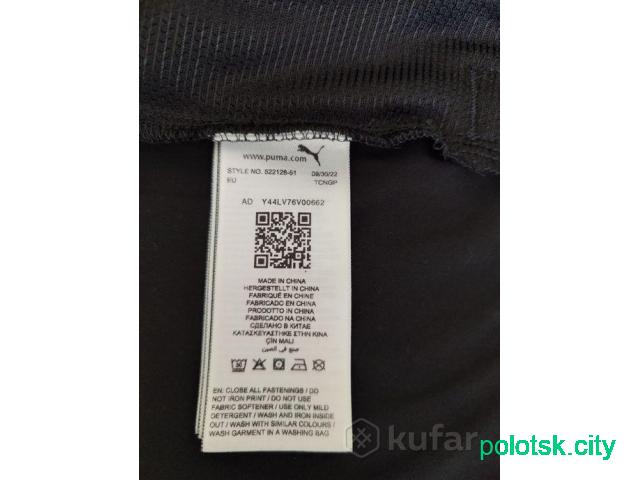 www.puma.com
STYLE NO. 522128-51 09/30/22
EU TCNGP
AD Y44LV76V00662
MADE IN CHINA
HERGESTELLT IN CHINA
FABRIQUÉ EN CHINE
FABRICADO EN CHINA
PRODOTTO IN CHINA
FABRICADO NA CHINA
СДЕЛАНО В КИТАЕ
ΚΑΤΑΣΚΕΥΑΣΤΗΚΕ ΣΤΗΝ ΚΙΝΑ
ÇİN MALI
صنع في الصين
EN: CLOSE ALL FASTENINGS / DO
NOT IRON PRINT / DO NOT USE
FABRIC SOFTENER / USE ONLY MILD
DETERGENT / WASH AND IRON INSIDE
OUT / WASH WITH SIMILAR COLOURS /
WASH GARMENT IN A WASHING BAG
kufar
polotsk.city